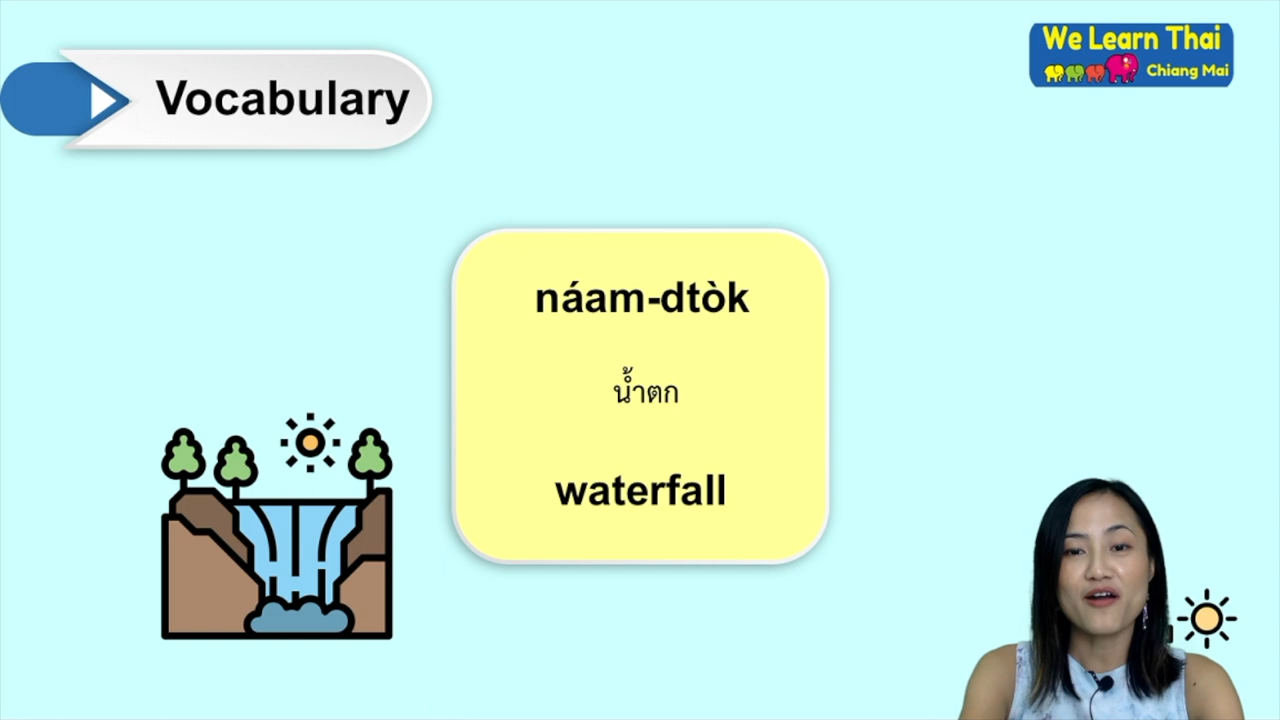 Vocabulary
We Learn Thai
Chiang Mai
náam-dtòk
น้ำตก
waterfall